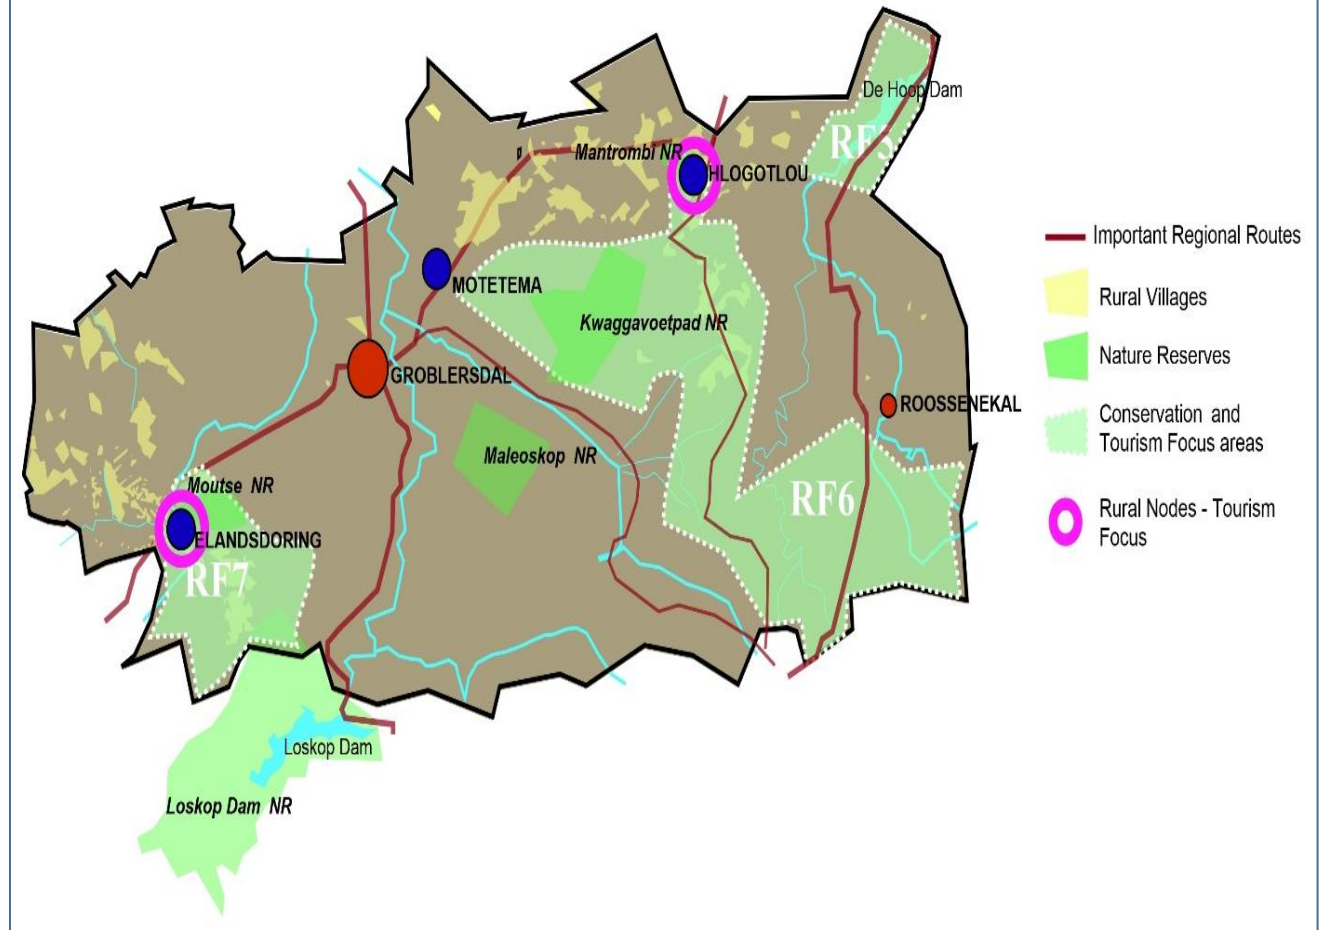 De Hoop Dam
RF5
Mantrombi NR
HLOGOTLOU
MOTETEMA
Kwaggavoetpad NR
GROBLERSDAL
ROOSSENEKAL
Maleoskop NR
Moutse NR
RF6
ELANDSDORING
RF7
Loskop Dam
Loskop Dam NR
Important Regional Routes
Rural Villages
Nature Reserves
Conservation and
Tourism Focus areas
Rural Nodes - Tourism
Focus